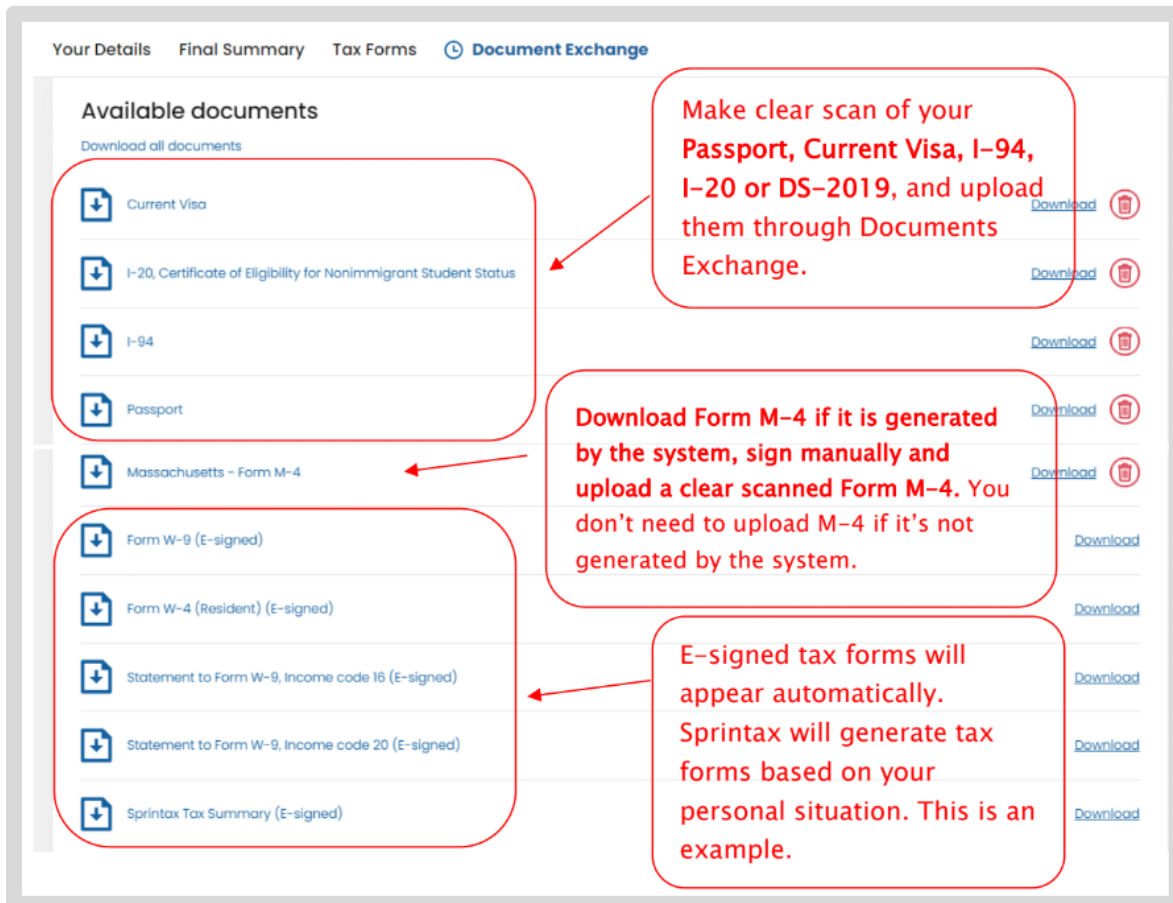 Your Details Final Summary Tax Forms Document Exchange
Available documents
Download all documents
Make clear scan of your
Passport, Current Visa, I-94,
I-20 or DS-2019, and upload
them through Documents
Exchange.
Current Visa Download
I-20, Certificate of Eligibility for Nonimmigrant Student Status Download
I-94 Download
Passport Download
Download Form M-4 if it is generated
by the system, sign manually and
upload a clear scanned Form M-4. You
don't need to upload M-4 if it's not
generated by the system.
Massachusetts - Form M-4 Download
Form W-9 (E-signed) Download
Form W-4 (Resident) (E-signed) Download
E-signed tax forms will
appear automatically.
Sprintax will generate tax
forms based on your
personal situation. This is an
example.
Statement to Form W-9, Income code 16 (E-signed) Download
Statement to Form W-9, Income code 20 (E-signed) Download
Sprintax Tax Summary (E-signed) Download